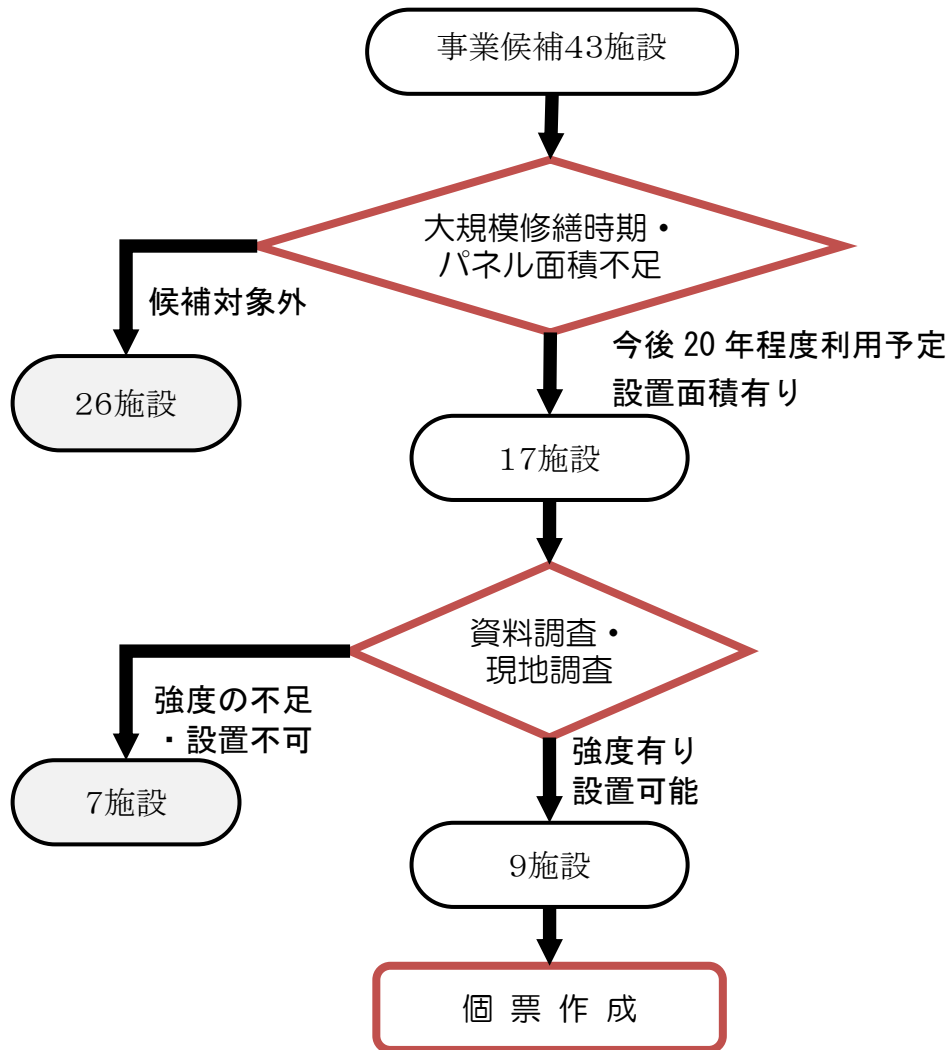 事業候補43施設
大規模修繕時期・
パネル面積不足
候補対象外
今後 20 年程度利用予定
設置面積有り
26施設
17施設
資料調査・
現地調査
強度の不足
・設置不可
強度有り
設置可能
7施設
9施設
個 票 作 成